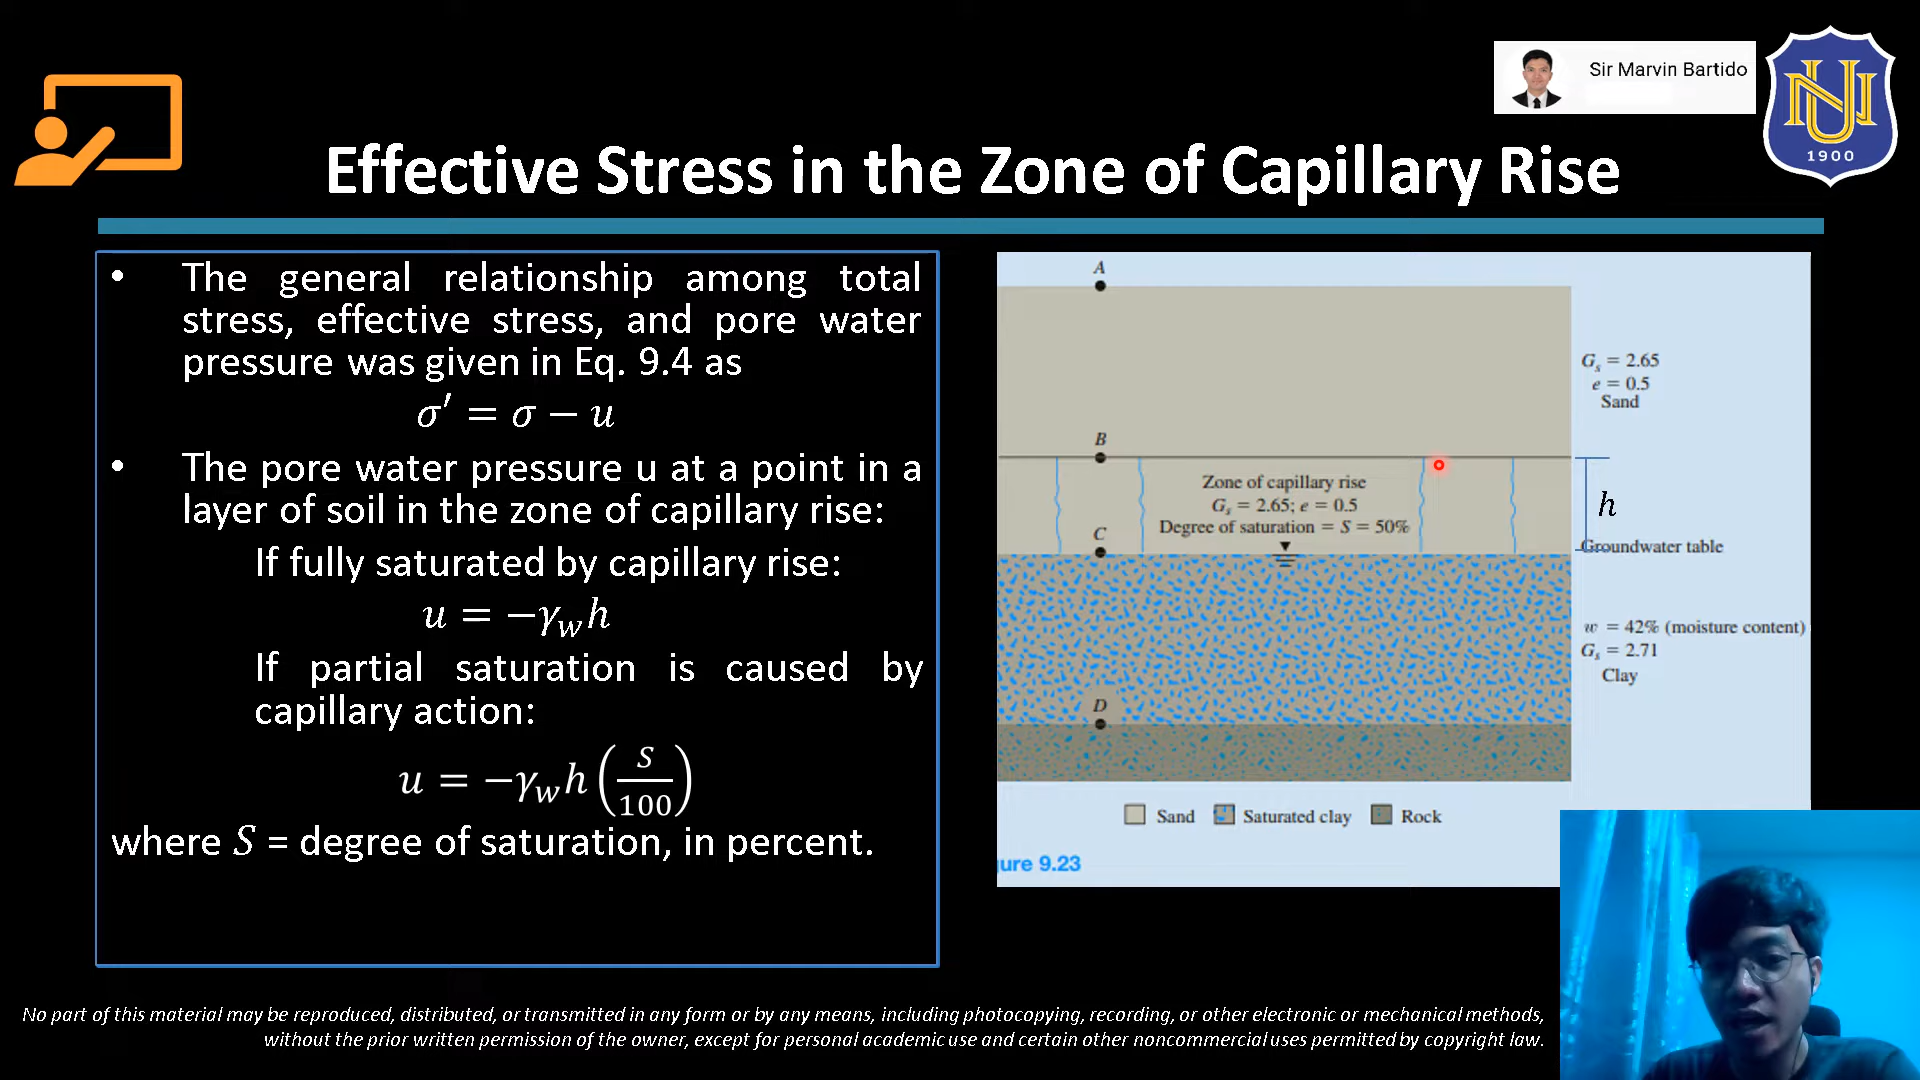 Sir Marvin Bartido
NU
1900
Effective Stress in the Zone of Capillary Rise
• The general relationship among total
stress, effective stress, and pore water
pressure was given in Eq. 9.4 as
σ′ = σ − u
• The pore water pressure u at a point in a
layer of soil in the zone of capillary rise:
If fully saturated by capillary rise:
u = −γ_w h
If partial saturation is caused by
capillary action:
u = −γ_w h (S/100)
where S = degree of saturation, in percent.
A
G_s = 2.65
e = 0.5
Sand
B
Zone of capillary rise
G_s = 2.65; e = 0.5
Degree of saturation = S = 50%
h
C
Groundwater table
w = 42% (moisture content)
G_s = 2.71
Clay
D
Sand Saturated clay Rock
ure 9.23
No part of this material may be reproduced, distributed, or transmitted in any form or by any means, including photocopying, recording, or other electronic or mechanical methods,
without the prior written permission of the owner, except for personal academic use and certain other noncommercial uses permitted by copyright law.